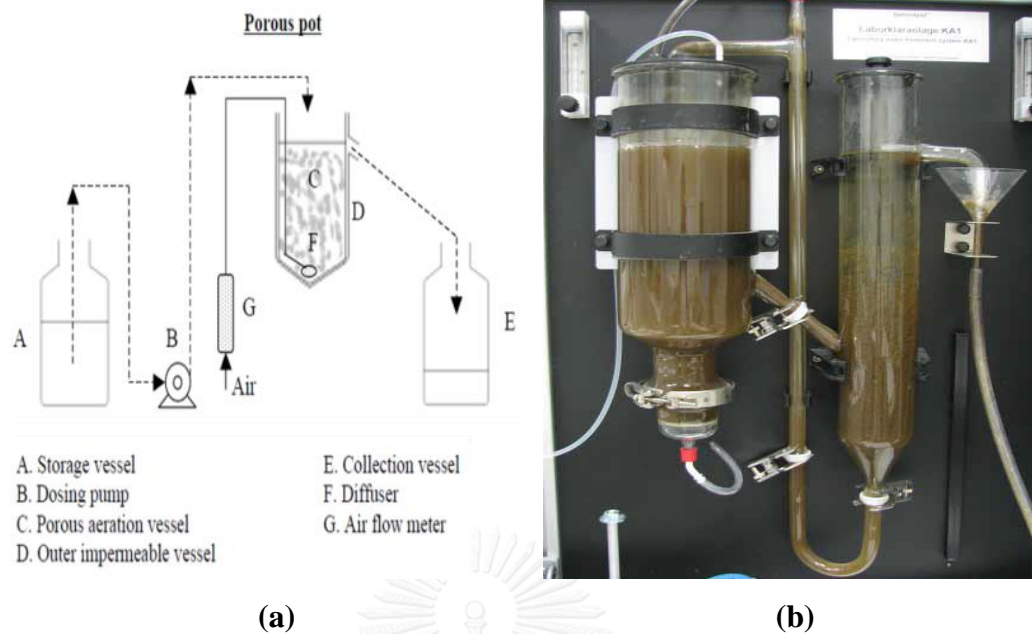 Porous pot
C
D
F
G
A
B
E
Air
A. Storage vessel
B. Dosing pump
C. Porous aeration vessel
D. Outer impermeable vessel
E. Collection vessel
F. Diffuser
G. Air flow meter
Laborkläranlage KA1
(a)
(b)